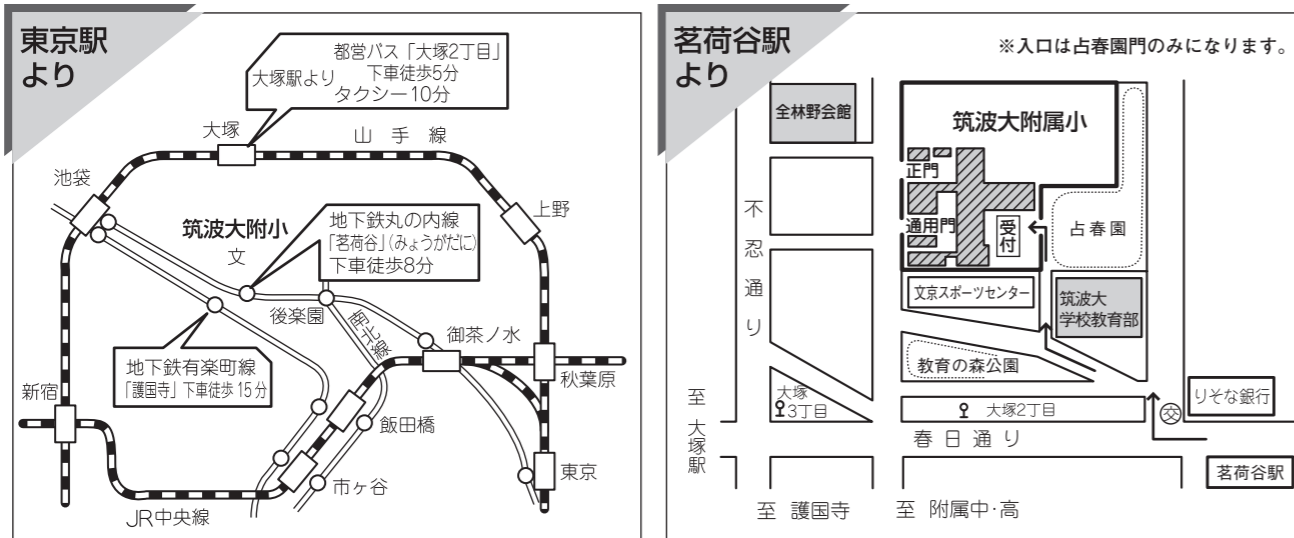 東京駅
より
都営バス「大塚2丁目」
下車徒歩5分
大塚駅より
タクシー10分
大塚
山手線
池袋
上野
筑波大附小
文
地下鉄丸の内線
「茗荷谷」(みょうがだに)
下車徒歩8分
後楽園
南北線
御茶ノ水
地下鉄有楽町線
「護国寺」下車徒歩15分
秋葉原
新宿
飯田橋
市ヶ谷
東京
JR中央線
茗荷谷駅
より
※入口は占春園門のみになります。
全林野会館
筑波大附属小
正門
通用門
受付
占春園
不忍通り
文京スポーツセンター
筑波大
学校教育部
教育の森公園
りそな銀行
大塚
3丁目
大塚2丁目
交
春日通り
至 大塚駅
茗荷谷駅
至 護国寺
至 附属中・高